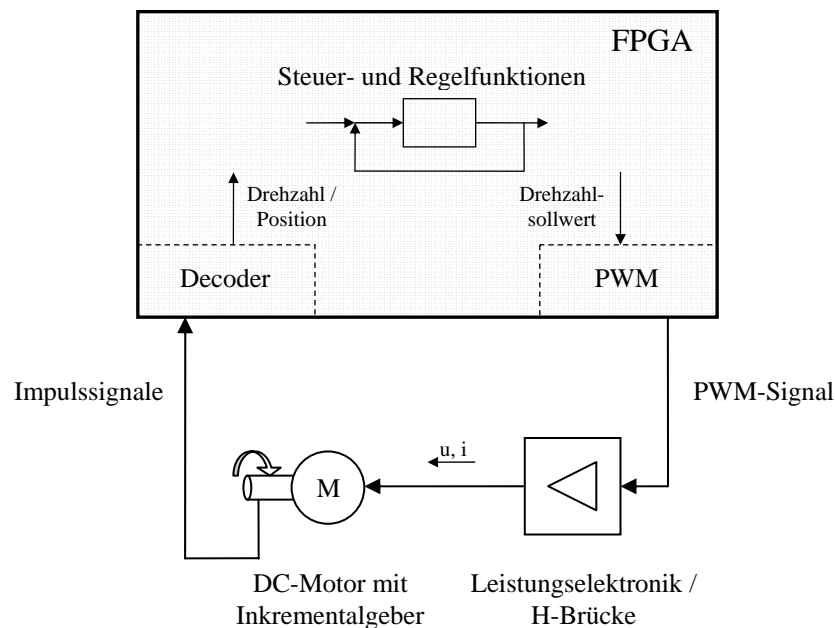 FPGA
Steuer- und Regelfunktionen
Drehzahl /
Position
Drehzahl-
sollwert
Decoder
PWM
Impulssignale
PWM-Signal
u, i
M
DC-Motor mit
Inkrementalgeber
Leistungselektronik /
H-Brücke